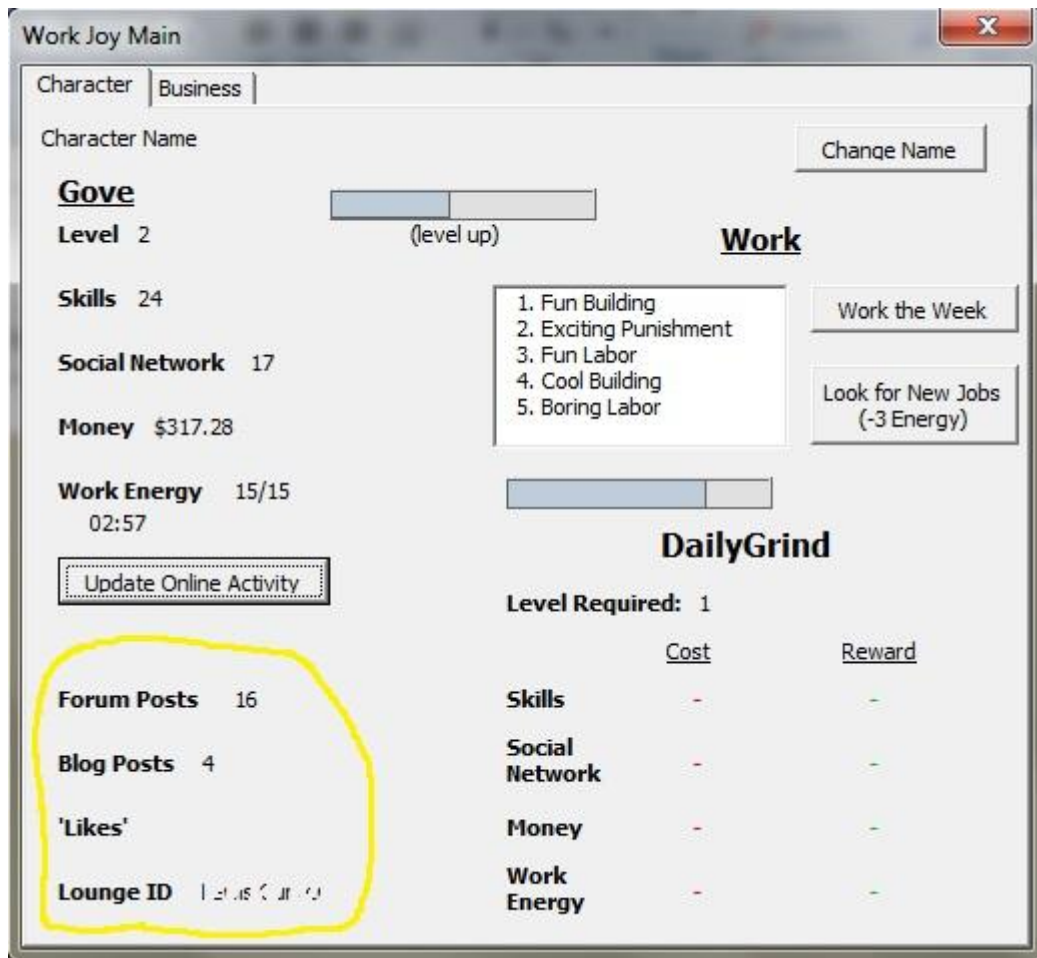 Work Joy Main
Character Business
Character Name
Change Name
Gove
Level 2
(level up)
Work
Skills 24
1. Fun Building
2. Exciting Punishment
3. Fun Labor
4. Cool Building
5. Boring Labor
Work the Week
Social Network 17
Look for New Jobs
(-3 Energy)
Money $317.28
Work Energy 15/15
02:57
Update Online Activity
DailyGrind
Level Required: 1
Cost Reward
Forum Posts 16
Blog Posts 4
'Likes'
Lounge ID
Skills - -
Social
Network - -
Money - -
Work
Energy - -